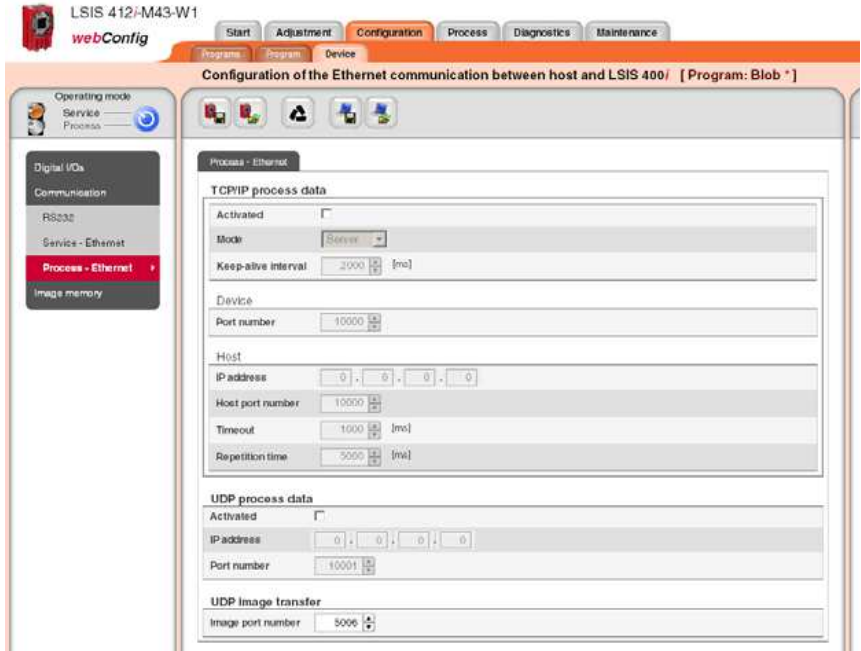 LSIS 412i-M43-W1
webConfig
Start Adjustment Configuration Process Diagnostics Maintenance
Programs Program Device
Configuration of the Ethernet communication between host and LSIS 400i [ Program: Blob * ]
Operating mode
Service
Process
Digital I/Os
Communication
RS232
Service - Ethernet
Process - Ethernet
Image memory
Process - Ethernet
TCP/IP process data
Activated
Mode Server
Keep-alive interval 2000 [ms]
Device
Port number 10000
Host
IP address 0 . 0 . 0 . 0
Host port number 10000
Timeout 1000 [ms]
Repetition time 5000 [ms]
UDP process data
Activated
IP address 0 . 0 . 0 . 0
Port number 10001
UDP image transfer
Image port number 5006